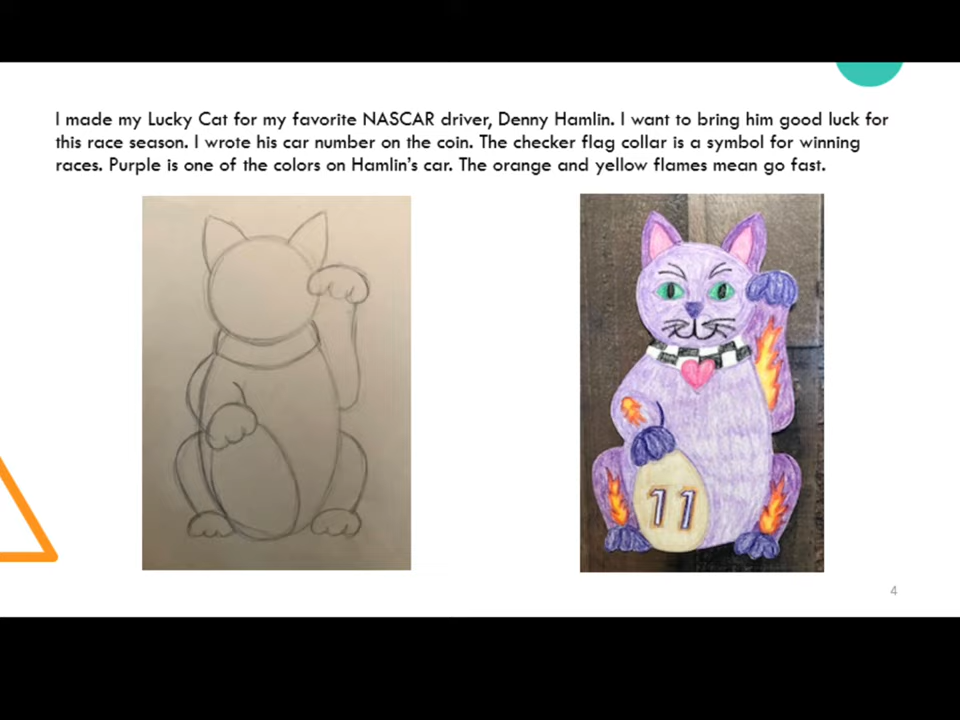 I made my Lucky Cat for my favorite NASCAR driver, Denny Hamlin. I want to bring him good luck for
this race season. I wrote his car number on the coin. The checker flag collar is a symbol for winning
races. Purple is one of the colors on Hamlin's car. The orange and yellow flames mean go fast.
11
4